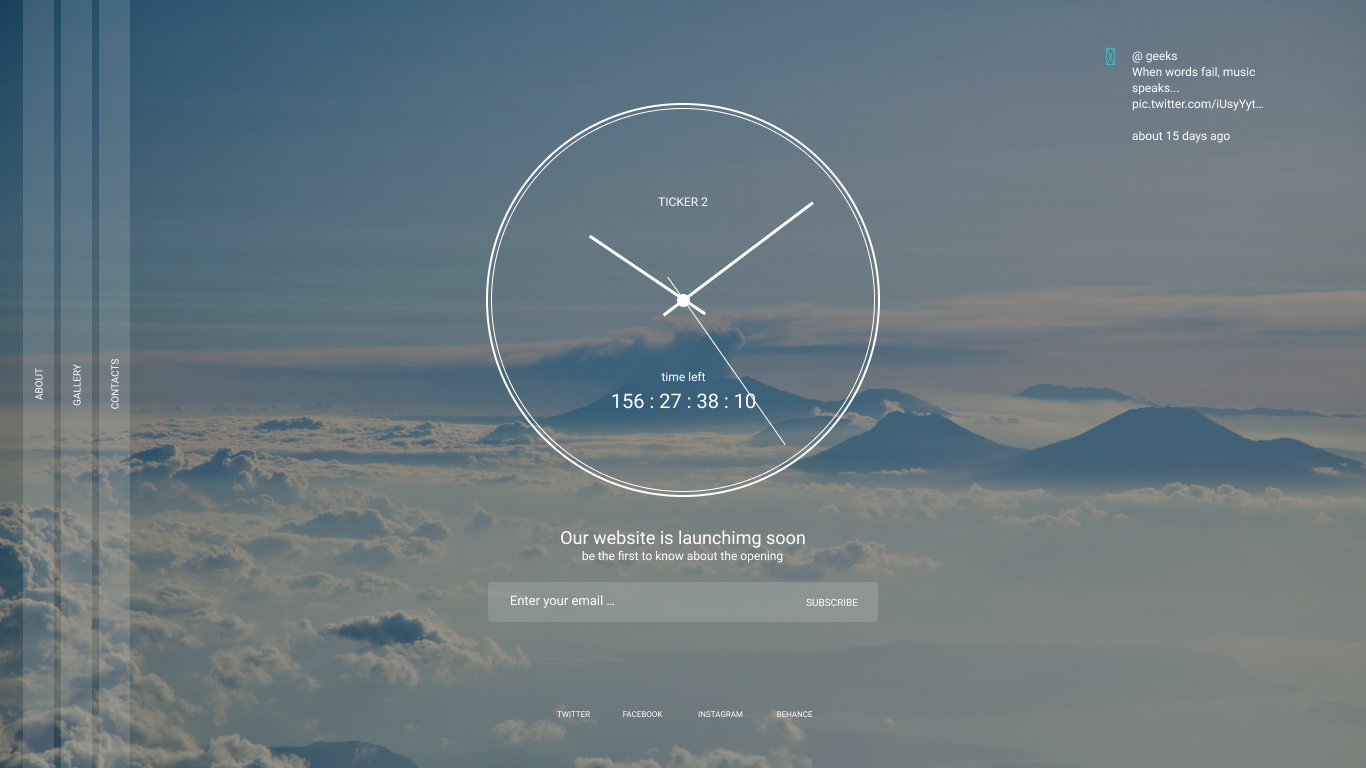 @ geeks
When words fail, music
speaks...
pic.twitter.com/iUsyYyt...
about 15 days ago
TICKER 2
time left
156 : 27 : 38 : 10
ABOUT
GALLERY
CONTACTS
Our website is launchimg soon
be the first to know about the opening
Enter your email ...
SUBSCRIBE
TWITTER
FACEBOOK
INSTAGRAM
BEHANCE